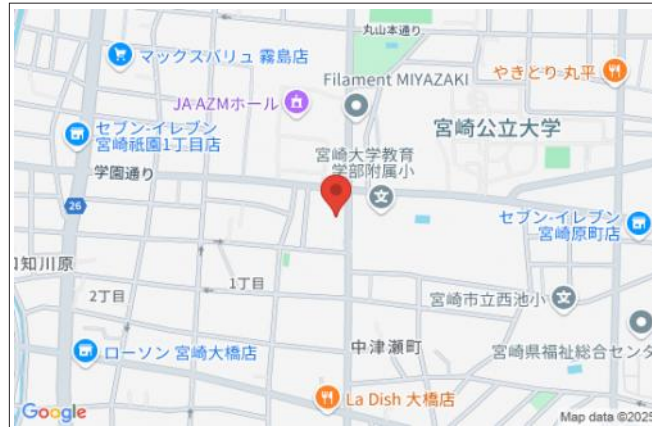 丸山本通り
マックスバリュ 霧島店
やきとり 丸平
Filament MIYAZAKI
JA AZMホール
宮崎公立大学
セブン-イレブン
宮崎祇園1丁目店
宮崎大学教育
学部附属小
学園通り
26
セブン-イレブン
宮崎原町店
和知川原
1丁目
2丁目
宮崎市立西池小
中津瀬町
宮崎県福祉総合センタ
ローソン 宮崎大橋店
La Dish 大橋店
Google
Map data ©2025